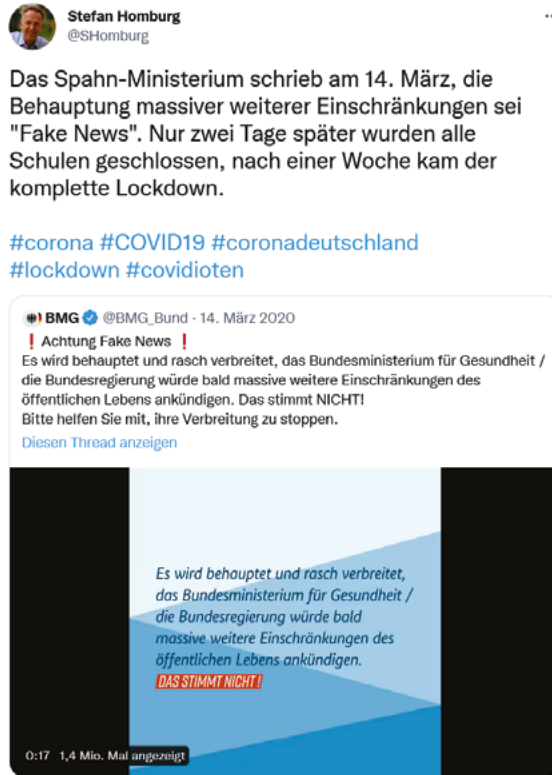 Stefan Homburg
@SHomburg
Das Spahn-Ministerium schrieb am 14. März, die
Behauptung massiver weiterer Einschränkungen sei
"Fake News". Nur zwei Tage später wurden alle
Schulen geschlossen, nach einer Woche kam der
komplette Lockdown.
#corona #COVID19 #coronadeutschland
#lockdown #covidioten
BMG @BMG_Bund · 14. März 2020
❗ Achtung Fake News ❗
Es wird behauptet und rasch verbreitet, das Bundesministerium für Gesundheit /
die Bundesregierung würde bald massive weitere Einschränkungen des
öffentlichen Lebens ankündigen. Das stimmt NICHT!
Bitte helfen Sie mit, ihre Verbreitung zu stoppen.
Diesen Thread anzeigen
Es wird behauptet und rasch verbreitet,
das Bundesministerium für Gesundheit /
die Bundesregierung würde bald
massive weitere Einschränkungen des
öffentlichen Lebens ankündigen.
DAS STIMMT NICHT!
0:17 1,4 Mio. Mal angezeigt